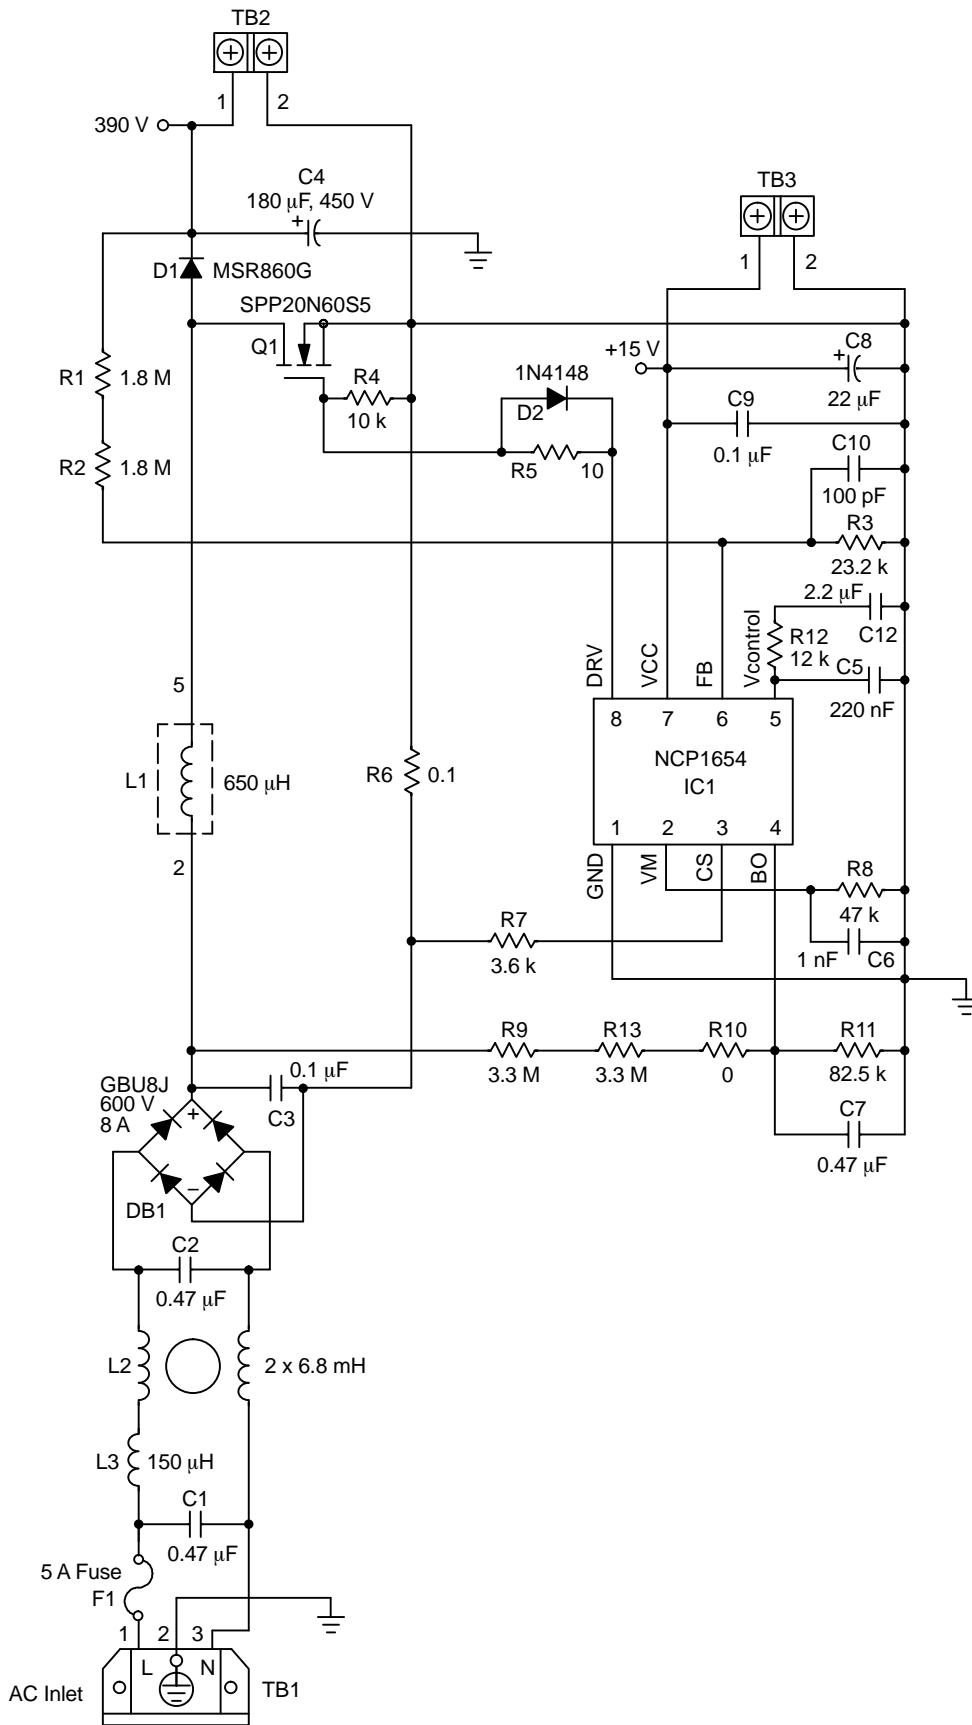 TB2
1 2
390 V
C4
180 μF, 450 V
+
TB3
1 2
D1 MSR860G
SPP20N60S5
Q1
+15 V
C8
+
22 μF
R1 1.8 M
R4
10 k
1N4148
D2
C9
0.1 μF
R2 1.8 M
R5 10
C10
100 pF
R3
23.2 k
2.2 μF
C12
R12
12 k
C5
220 nF
DRV
VCC
FB
Vcontrol
5
8 7 6 5
NCP1654
IC1
L1 650 μH
R6 0.1
1 2 3 4
2
GND
VM
CS
BO
R8
47 k
R7
3.6 k
1 nF C6
R9
3.3 M
R13
3.3 M
R10
0
R11
82.5 k
GBU8J
600 V
8 A
0.1 μF
C3
C7
0.47 μF
+
−
DB1
C2
0.47 μF
L2 2 x 6.8 mH
L3 150 μH
C1
0.47 μF
5 A Fuse
F1
1 2 3
L N
AC Inlet TB1